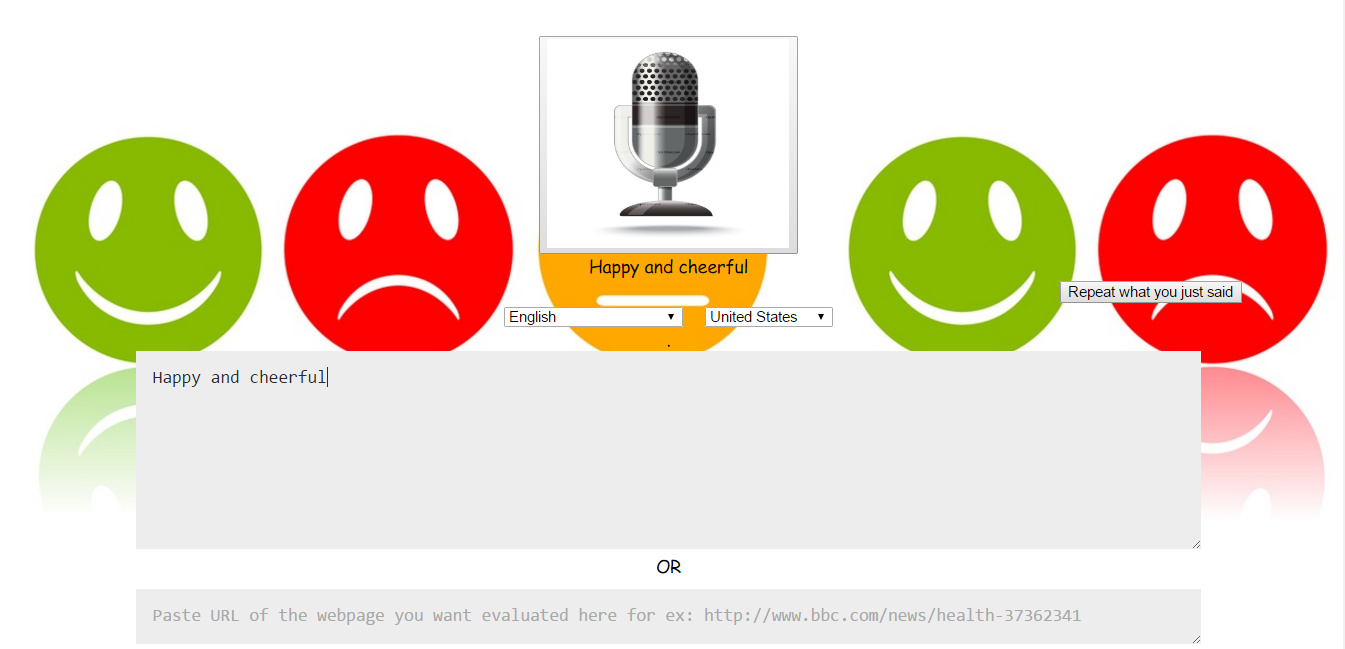 Happy and cheerful
Repeat what you just said
English United States
.
Happy and cheerful
OR
Paste URL of the webpage you want evaluated here for ex: http://www.bbc.com/news/health-37362341